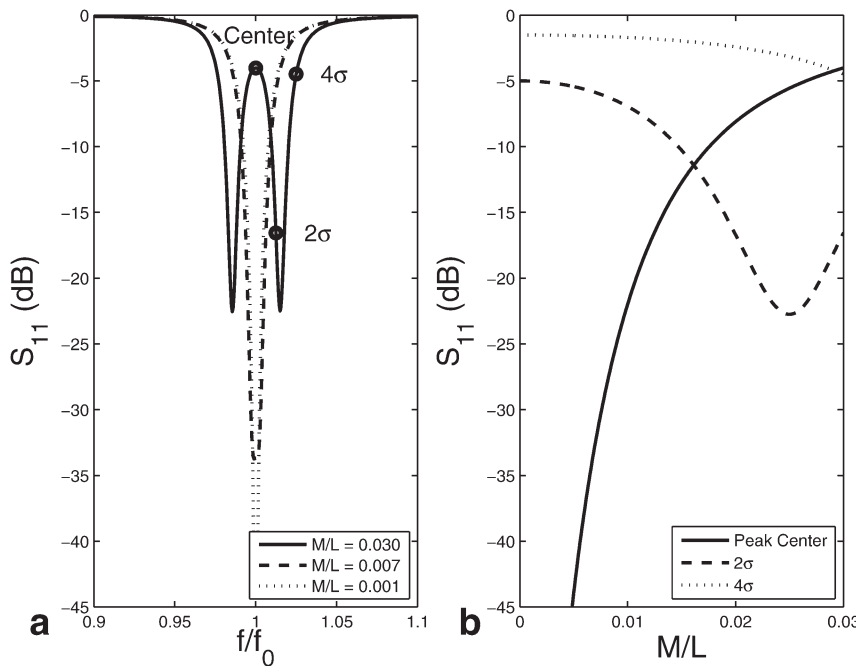 0
−5
−10
−15
−20
−25
−30
−35
−40
−45
S11 (dB)
0.9
0.95
1
1.05
1.1
f/f0
Center
4σ
2σ
M/L = 0.030
M/L = 0.007
M/L = 0.001
a
0
−5
−10
−15
−20
−25
−30
−35
−40
−45
S11 (dB)
0
0.01
0.02
0.03
M/L
Peak Center
2σ
4σ
b